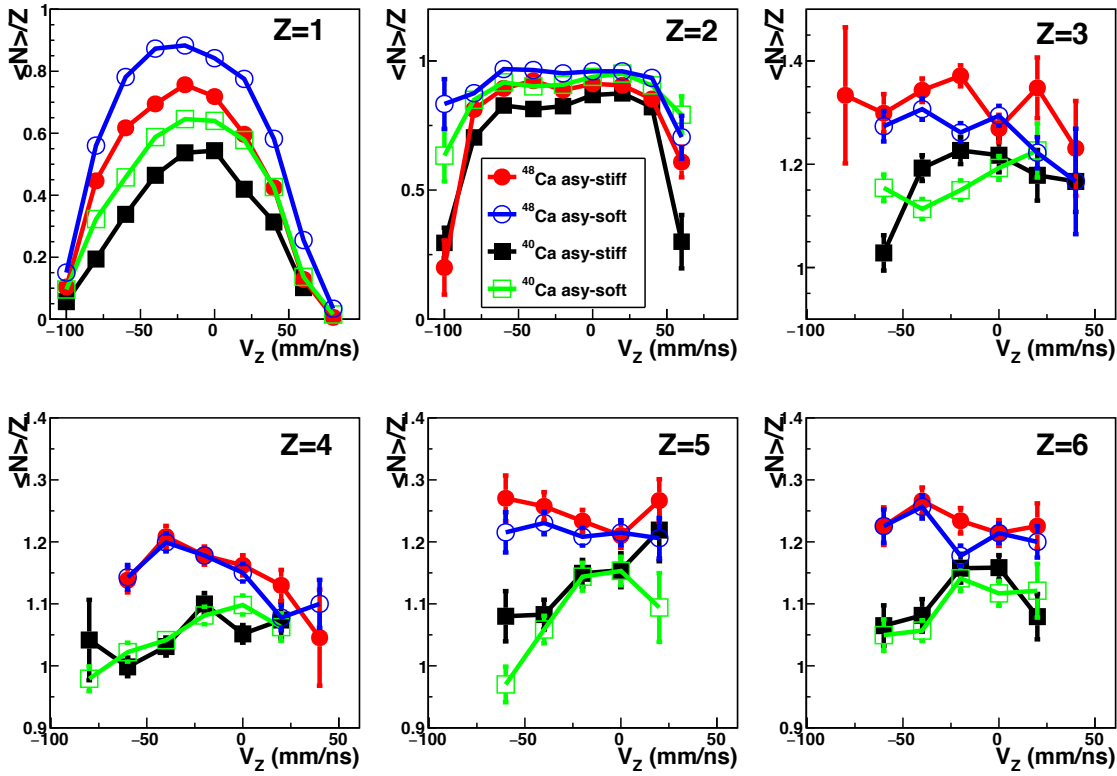 <N>/Z
Z=1
1
0.8
0.6
0.4
0.2
0
−100
−50
0
50
V_Z (mm/ns)
<N>/Z
Z=2
1
0.5
0
−100
−50
0
50
V_Z (mm/ns)
⁴⁸Ca asy-stiff
⁴⁸Ca asy-soft
⁴⁰Ca asy-stiff
⁴⁰Ca asy-soft
<N>/Z
Z=3
1.4
1.3
1.2
1
−100
−50
0
50
V_Z (mm/ns)
<N>/Z
Z=4
1.4
1.3
1.2
1.1
1
0.9
−100
−50
0
50
V_Z (mm/ns)
<N>/Z
Z=5
1.4
1.3
1.2
1.1
1
0.9
−100
−50
0
50
V_Z (mm/ns)
<N>/Z
Z=6
1.4
1.3
1.2
1.1
1
0.9
−100
−50
0
50
V_Z (mm/ns)